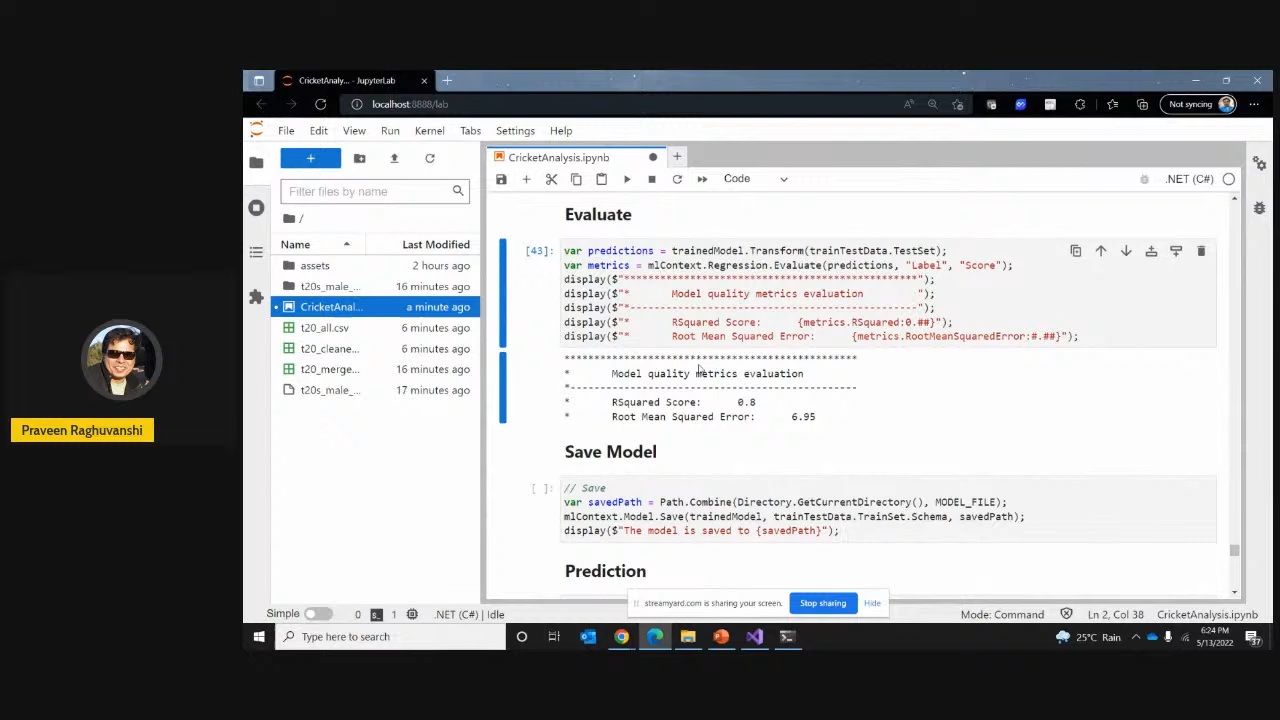 CricketAnaly... - JupyterLab
localhost:8888/lab
Not syncing
File Edit View Run Kernel Tabs Settings Help
CricketAnalysis.ipynb
Filter files by name
Code
.NET (C#)
/
Name
Last Modified
assets 2 hours ago
t20s_male_... 16 minutes ago
CricketAnal... a minute ago
t20_all.csv 6 minutes ago
t20_cleane... 6 minutes ago
t20_merge... 16 minutes ago
t20s_male_... 17 minutes ago
Evaluate
[43]:
var predictions = trainedModel.Transform(trainTestData.TestSet);
var metrics = mlContext.Regression.Evaluate(predictions, "Label", "Score");
display($"*************************************************");
display($"* Model quality metrics evaluation ");
display($"*------------------------------------------------");
display($"* RSquared Score: {metrics.RSquared:0.##}");
display($"* Root Mean Squared Error: {metrics.RootMeanSquaredError:#.##}");
*************************************************
* Model quality metrics evaluation
*------------------------------------------------
* RSquared Score: 0.8
* Root Mean Squared Error: 6.95
Save Model
[ ]:
// Save
var savedPath = Path.Combine(Directory.GetCurrentDirectory(), MODEL_FILE);
mlContext.Model.Save(trainedModel, trainTestData.TrainSet.Schema, savedPath);
display($"The model is saved to {savedPath}");
Prediction
Praveen Raghuvanshi
streamyard.com is sharing your screen.
Stop sharing
Hide
Simple 0 1 .NET (C#) | Idle
Mode: Command
Ln 2, Col 38
CricketAnalysis.ipynb
Type here to search
25°C Rain
6:24 PM
5/13/2022
37